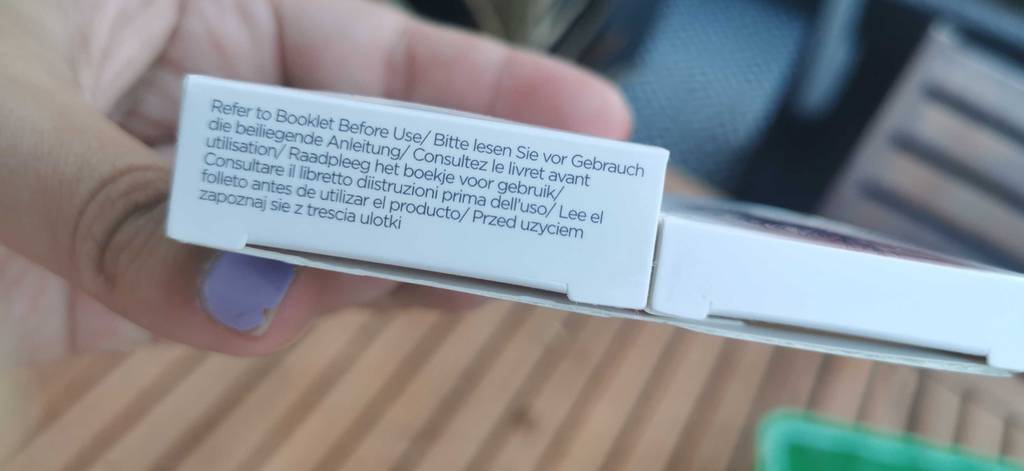 Refer to Booklet Before Use/ Bitte lesen Sie vor Gebrauch
die beiliegende Anleitung/ Consultez le livret avant
utilisation/ Raadpleeg het boekje voor gebruik/
Consultare il libretto diistruzioni prima dell'uso/ Lee el
folleto antes de utilizar el producto/ Przed uzyciem
zapoznaj sie z trescia ulotki